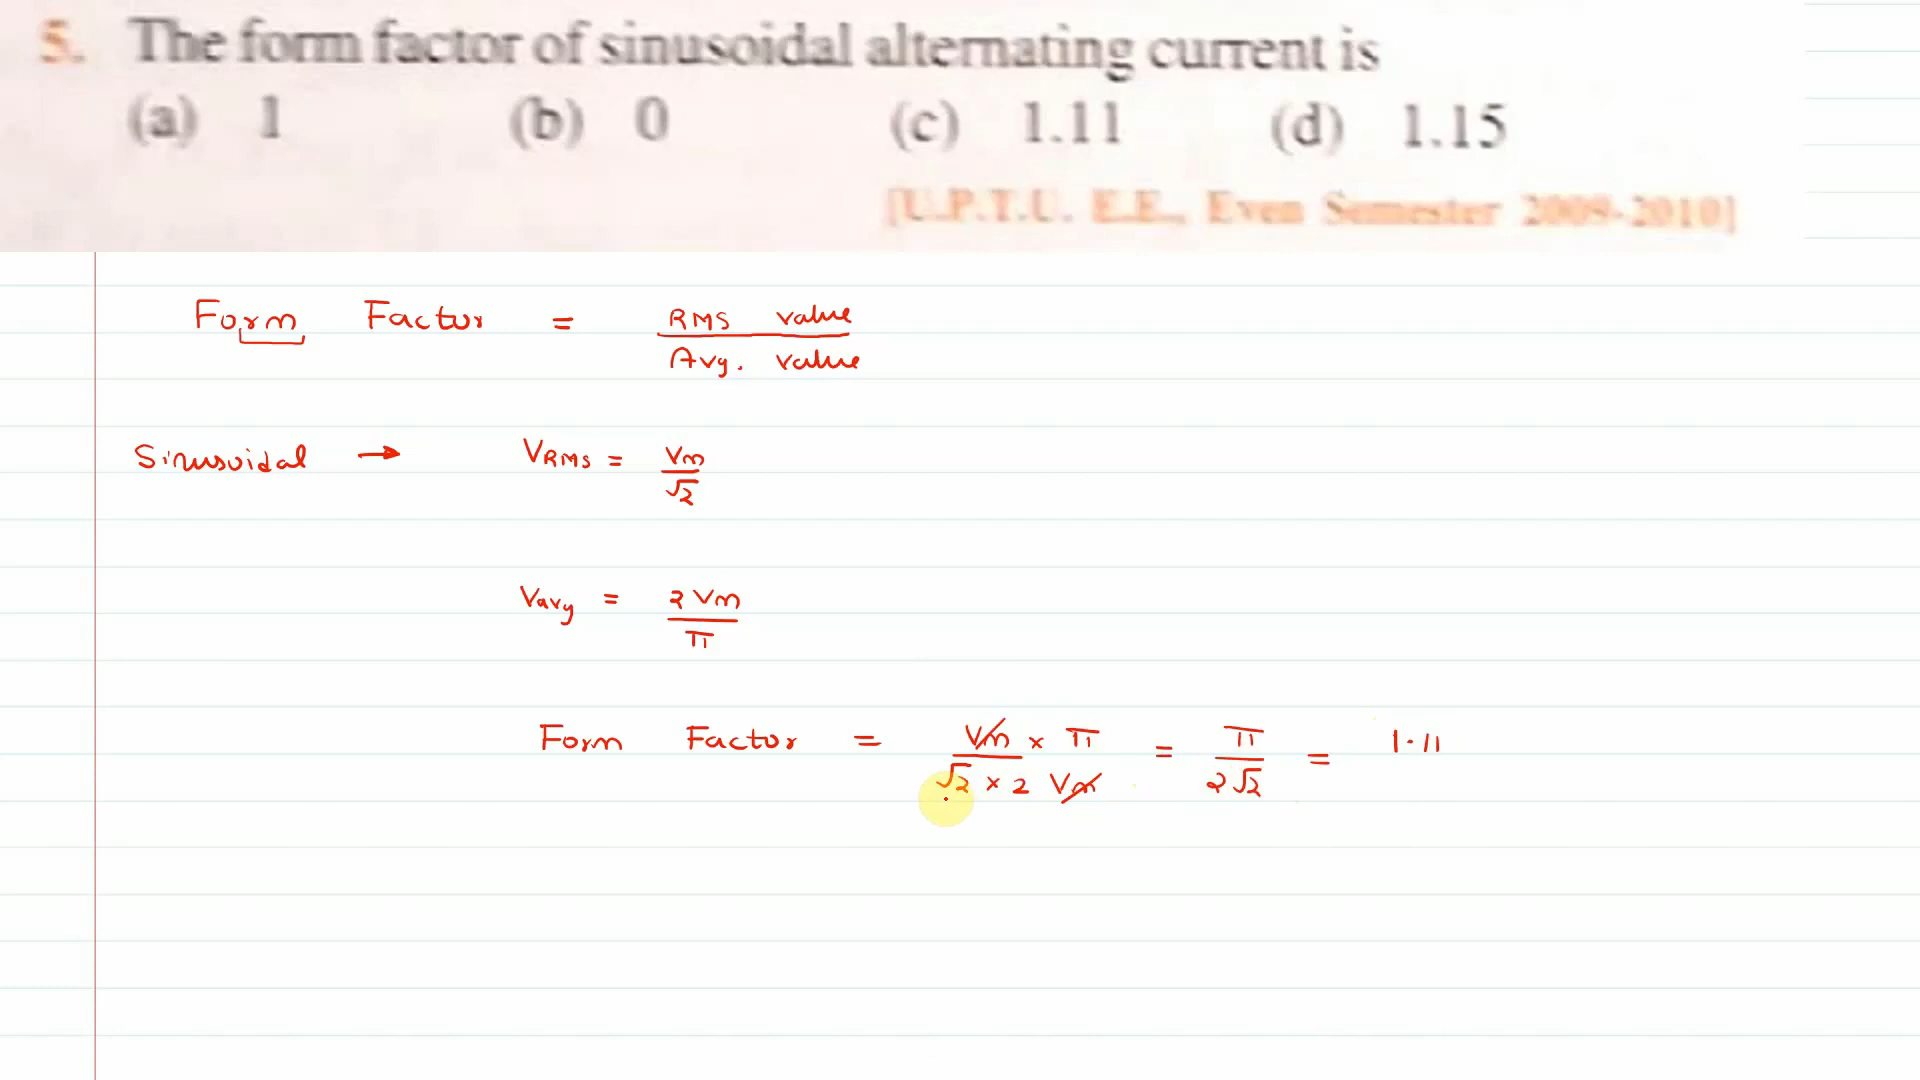 5. The form factor of sinusoidal alternating current is
(a) 1 (b) 0 (c) 1.11 (d) 1.15
[U.P.T.U. E.E., Even Semester 2009-2010]
Form Factor = RMS value / Avg. value
Sinusoidal → VRMS = Vm / √2
Vavg = 2 Vm / π
Form Factor = Vm × π / √2 × 2 Vm = π / 2√2 = 1.11